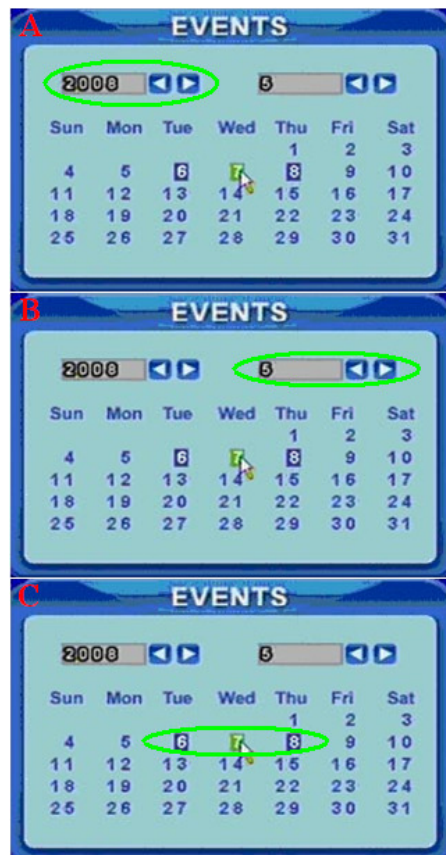 A
EVENTS
2008 5
Sun Mon Tue Wed Thu Fri Sat
1 2 3
4 5 6 7 8 9 10
11 12 13 14 15 16 17
18 19 20 21 22 23 24
25 26 27 28 29 30 31
B
EVENTS
2008 5
Sun Mon Tue Wed Thu Fri Sat
1 2 3
4 5 6 7 8 9 10
11 12 13 14 15 16 17
18 19 20 21 22 23 24
25 26 27 28 29 30 31
C
EVENTS
2008 5
Sun Mon Tue Wed Thu Fri Sat
1 2 3
4 5 6 7 8 9 10
11 12 13 14 15 16 17
18 19 20 21 22 23 24
25 26 27 28 29 30 31